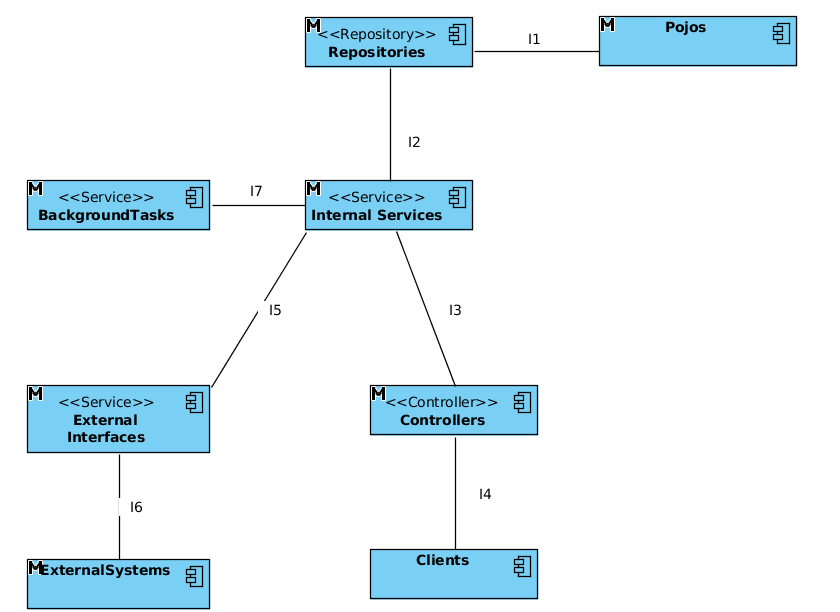 M
<<Repository>>
Repositories
I1
M
Pojos
I2
M
<<Service>>
BackgroundTasks
I7
M
<<Service>>
Internal Services
I5
I3
M
<<Service>>
External
Interfaces
M
<<Controller>>
Controllers
I6
I4
M
ExternalSystems
Clients